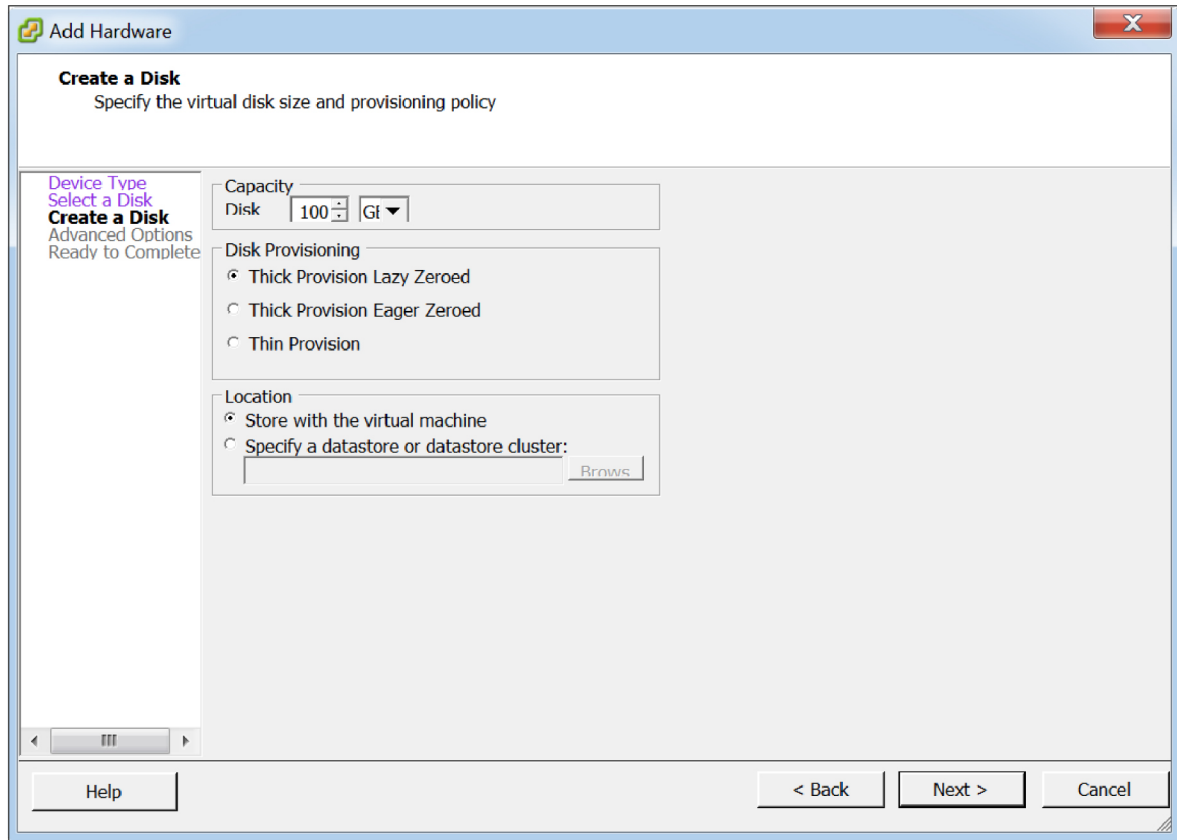 Add Hardware
Create a Disk
Specify the virtual disk size and provisioning policy
Device Type
Select a Disk
Create a Disk
Advanced Options
Ready to Complete
Capacity
Disk 100 GI
Disk Provisioning
Thick Provision Lazy Zeroed
Thick Provision Eager Zeroed
Thin Provision
Location
Store with the virtual machine
Specify a datastore or datastore cluster:
Brows
Help < Back Next > Cancel